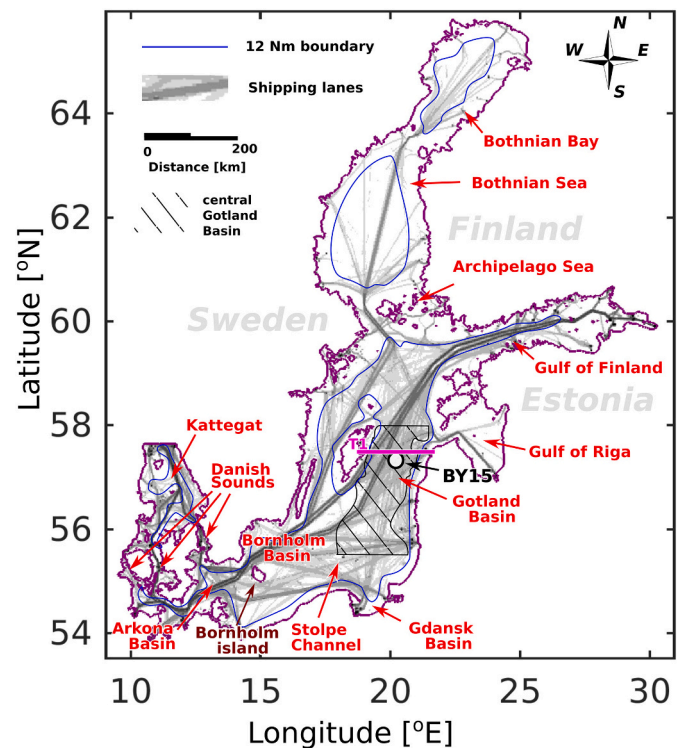 12 Nm boundary
Shipping lanes
0
200
Distance [km]
central
Gotland
Basin
N
W
E
S
Bothnian Bay
Bothnian Sea
Finland
Archipelago Sea
Sweden
Gulf of Finland
Estonia
Kattegat
T1
Gulf of Riga
Danish
Sounds
BY15
Gotland
Basin
Bornholm
Basin
Arkona
Basin
Bornholm
island
Stolpe
Channel
Gdansk
Basin
64
62
60
58
56
54
Latitude [°N]
10
15
20
25
30
Longitude [°E]